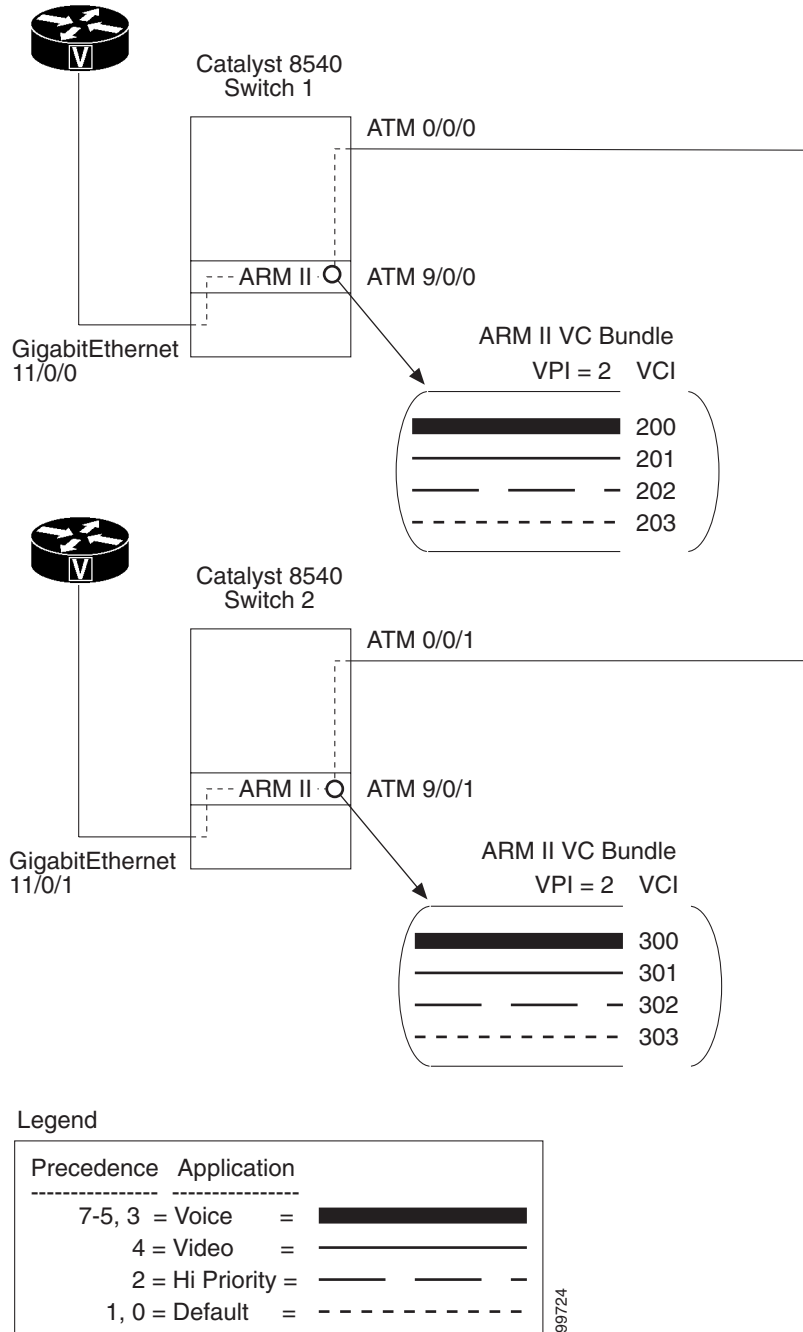 V
Catalyst 8540
Switch 1
ATM 0/0/0
ARM II
ATM 9/0/0
GigabitEthernet
11/0/0
ARM II VC Bundle
VPI = 2 VCI
200
201
202
203
V
Catalyst 8540
Switch 2
ATM 0/0/1
ARM II
ATM 9/0/1
GigabitEthernet
11/0/1
ARM II VC Bundle
VPI = 2 VCI
300
301
302
303
Legend
Precedence Application
7-5, 3 = Voice =
4 = Video =
2 = Hi Priority =
1, 0 = Default =
99724